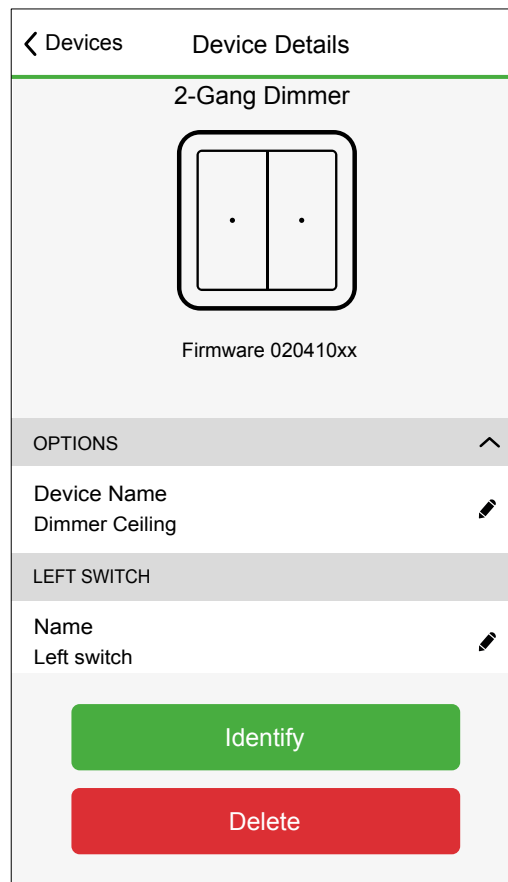 Devices
Device Details
2-Gang Dimmer
Firmware 020410xx
OPTIONS
Device Name
Dimmer Ceiling
LEFT SWITCH
Name
Left switch
Identify
Delete